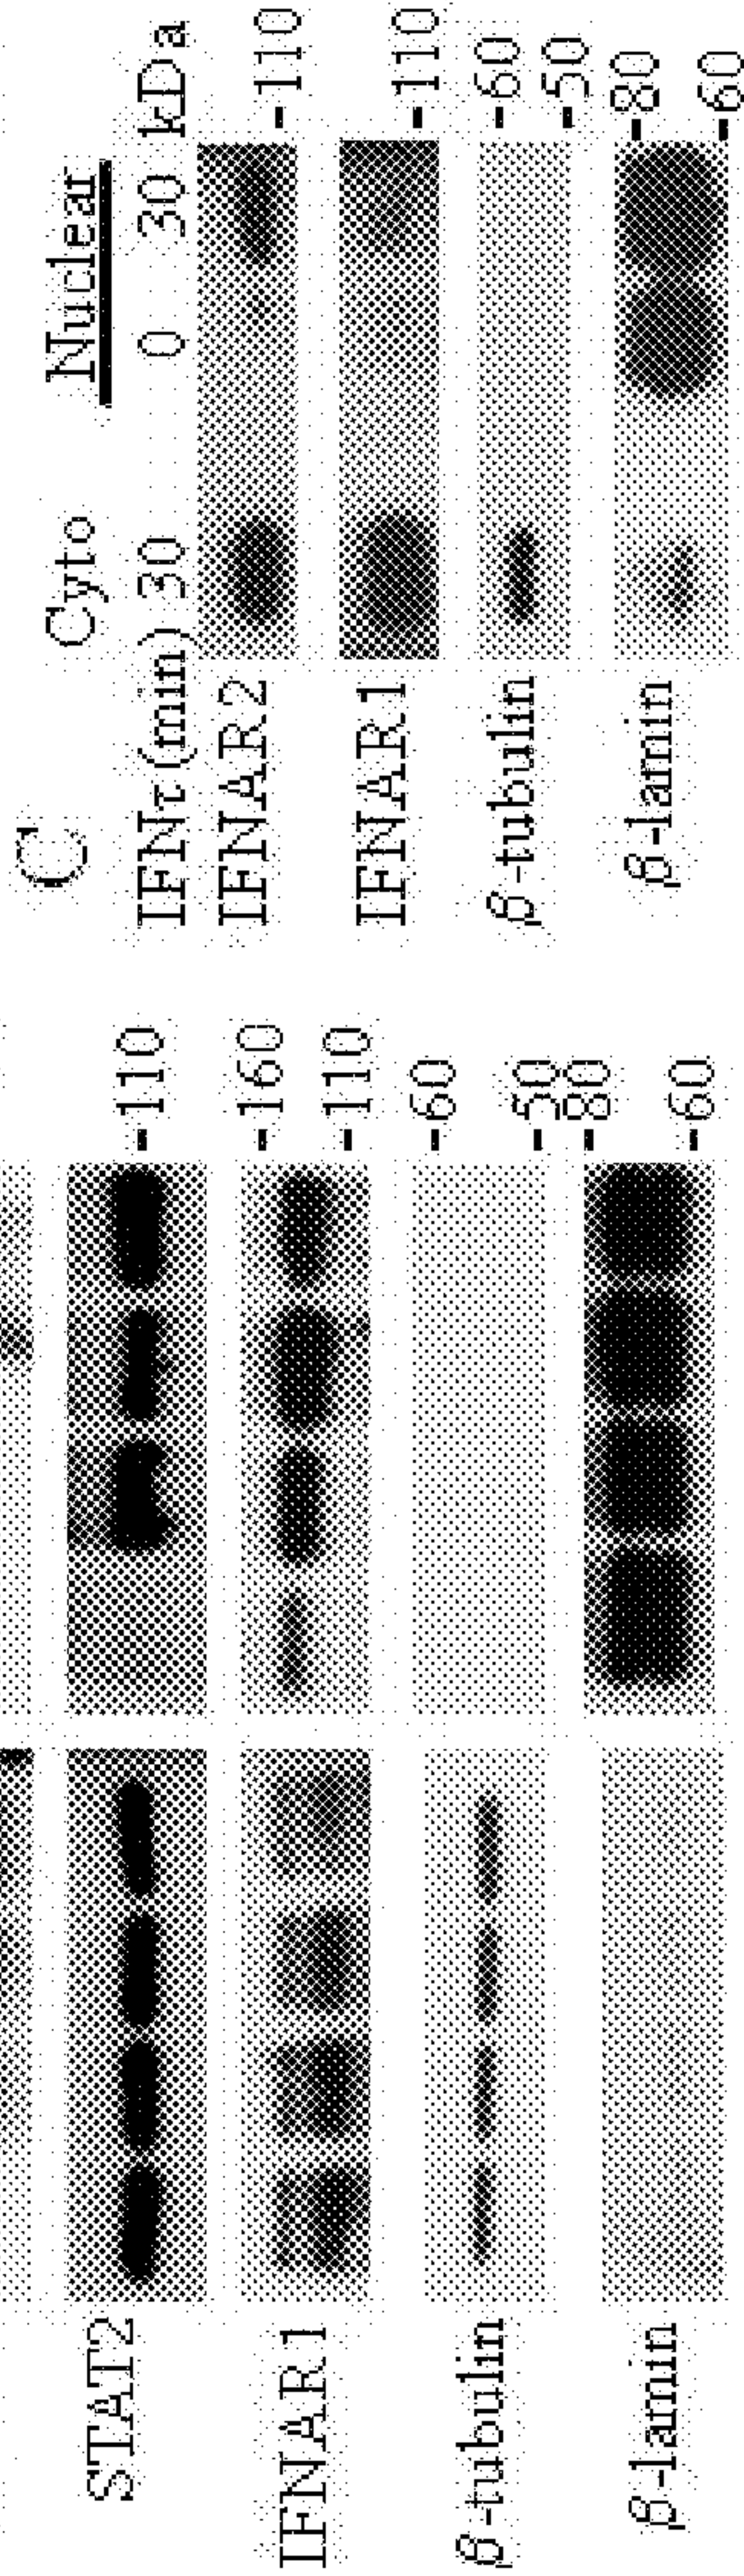 STAT2 -110
IFNAR1 -160
-110
β-tubulin -60
-50
β-lamin -80
-60
C
Cyto Nuclear
IFNτ(min) 30 0 30 kDa
IFNAR2 -110
IFNAR1 -110
β-tubulin -60
-50
β-lamin -80
-60